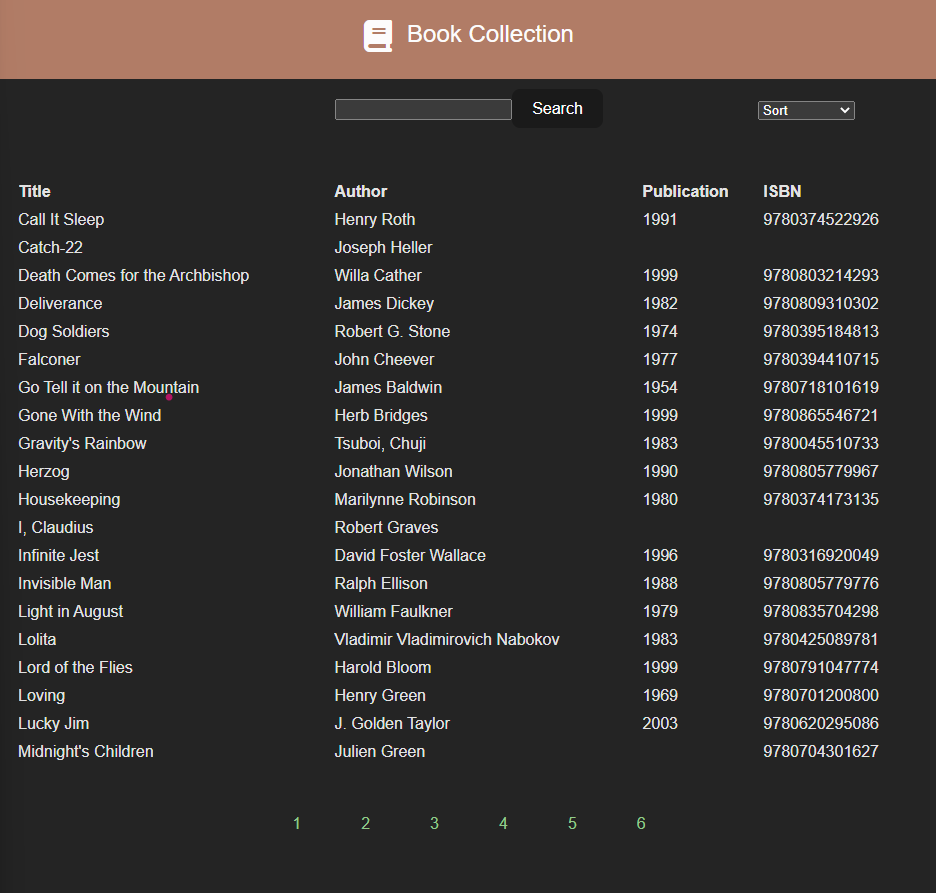 Book Collection
Search Sort
Title Author Publication ISBN
Call It Sleep Henry Roth 1991 9780374522926
Catch-22 Joseph Heller
Death Comes for the Archbishop Willa Cather 1999 9780803214293
Deliverance James Dickey 1982 9780809310302
Dog Soldiers Robert G. Stone 1974 9780395184813
Falconer John Cheever 1977 9780394410715
Go Tell it on the Mountain James Baldwin 1954 9780718101619
Gone With the Wind Herb Bridges 1999 9780865546721
Gravity's Rainbow Tsuboi, Chuji 1983 9780045510733
Herzog Jonathan Wilson 1990 9780805779967
Housekeeping Marilynne Robinson 1980 9780374173135
I, Claudius Robert Graves
Infinite Jest David Foster Wallace 1996 9780316920049
Invisible Man Ralph Ellison 1988 9780805779776
Light in August William Faulkner 1979 9780835704298
Lolita Vladimir Vladimirovich Nabokov 1983 9780425089781
Lord of the Flies Harold Bloom 1999 9780791047774
Loving Henry Green 1969 9780701200800
Lucky Jim J. Golden Taylor 2003 9780620295086
Midnight's Children Julien Green 9780704301627
1 2 3 4 5 6